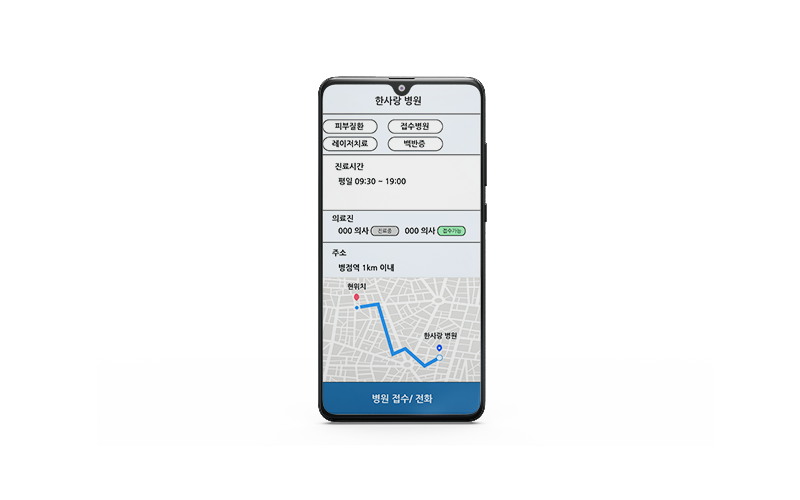 한사랑 병원
피부질환 접수병원
레이저치료 백반증
진료시간
평일 09:30 ~ 19:00
의료진
000 의사 진료중 000 의사 접수가능
주소
병점역 1km 이내
현위치
한사랑 병원
병원 접수/ 전화